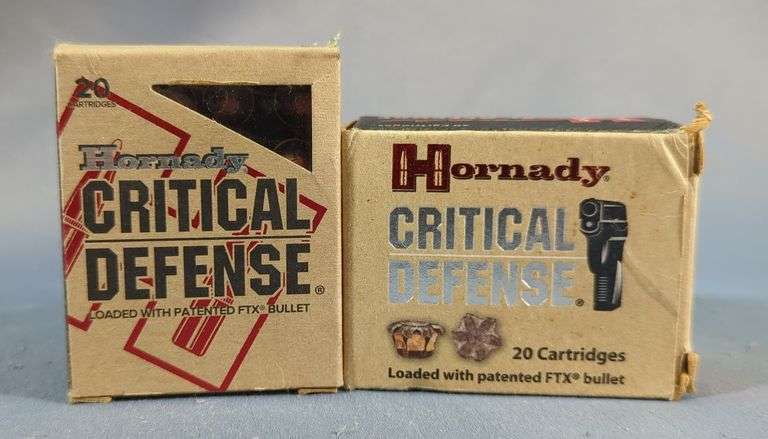 20
CARTRIDGES
Hornady
CRITICAL
DEFENSE®
LOADED WITH PATENTED FTX® BULLET
Hornady®
CRITICAL
DEFENSE®
20 Cartridges
Loaded with patented FTX® bullet